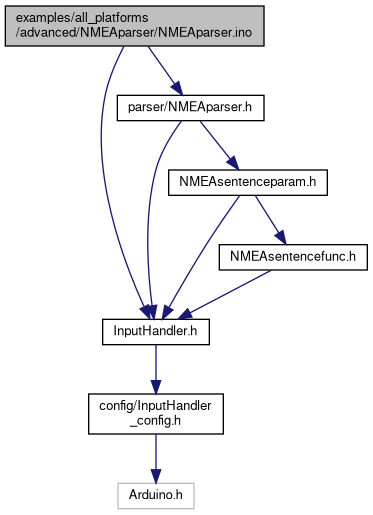 examples/all_platforms
/advanced/NMEAparser/NMEAparser.ino
parser/NMEAparser.h
NMEAsentenceparam.h
NMEAsentencefunc.h
InputHandler.h
config/InputHandler
_config.h
Arduino.h